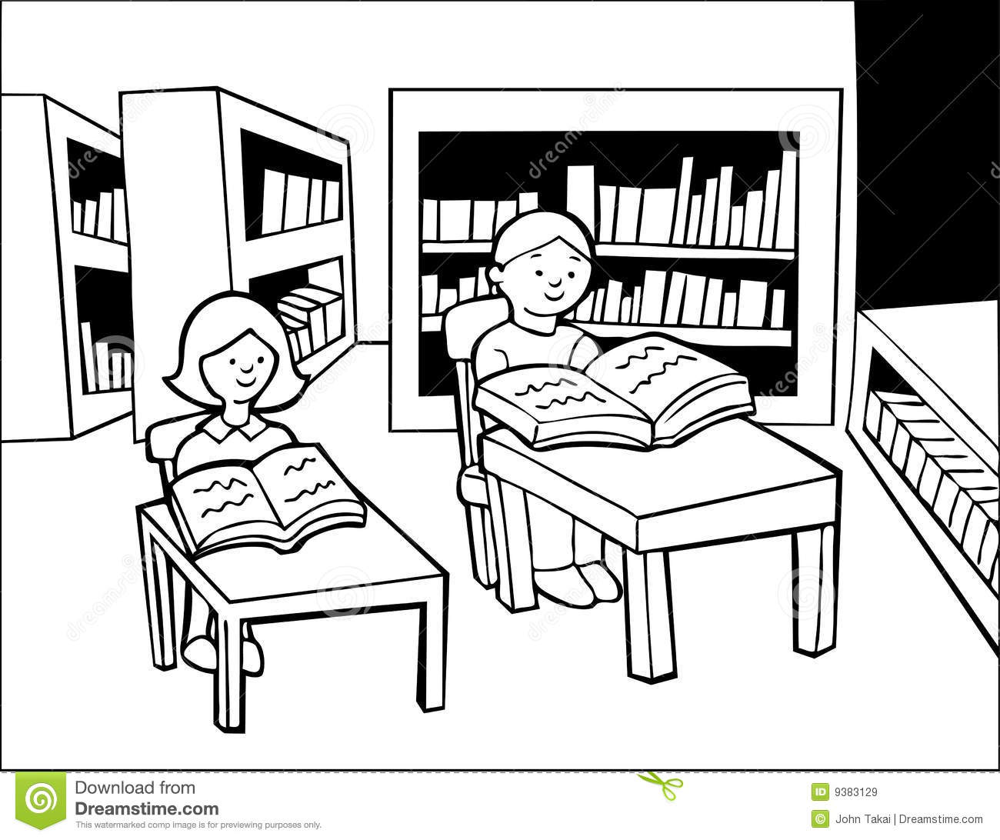 Download from
Dreamstime.com
This watermarked comp image is for previewing purposes only.
ID 9383129
© John Takai | Dreamstime.com